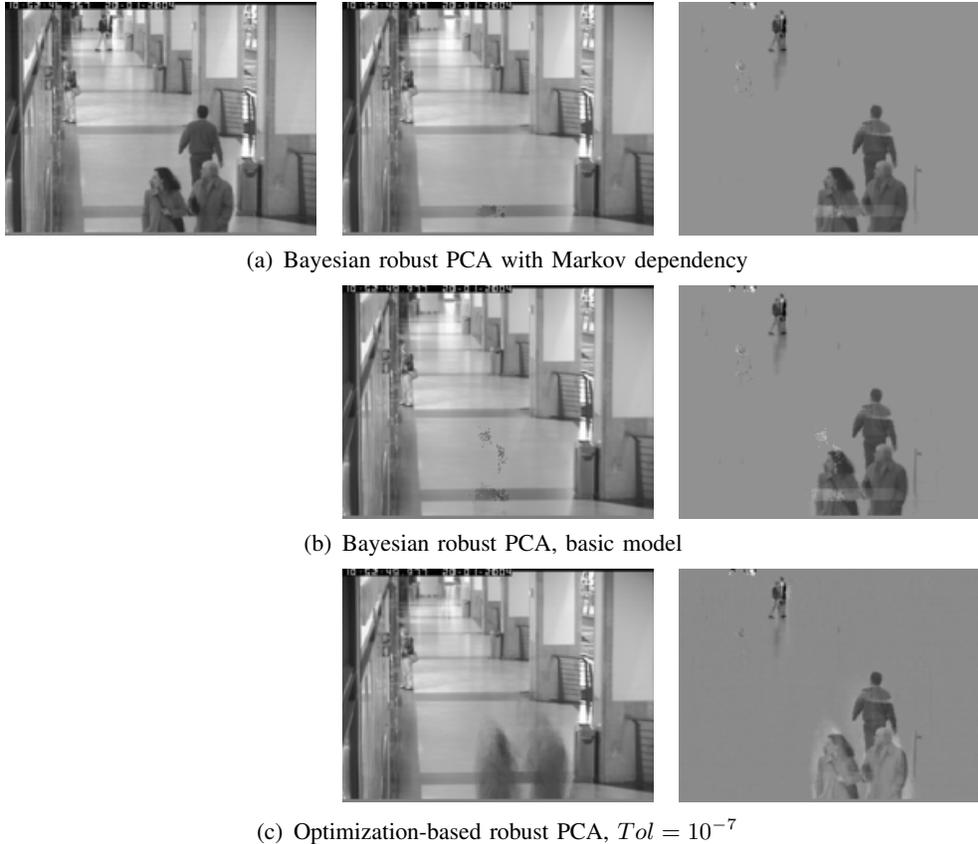 (a) Bayesian robust PCA with Markov dependency
(b) Bayesian robust PCA, basic model
(c) Optimization-based robust PCA, Tol = 10⁻⁷